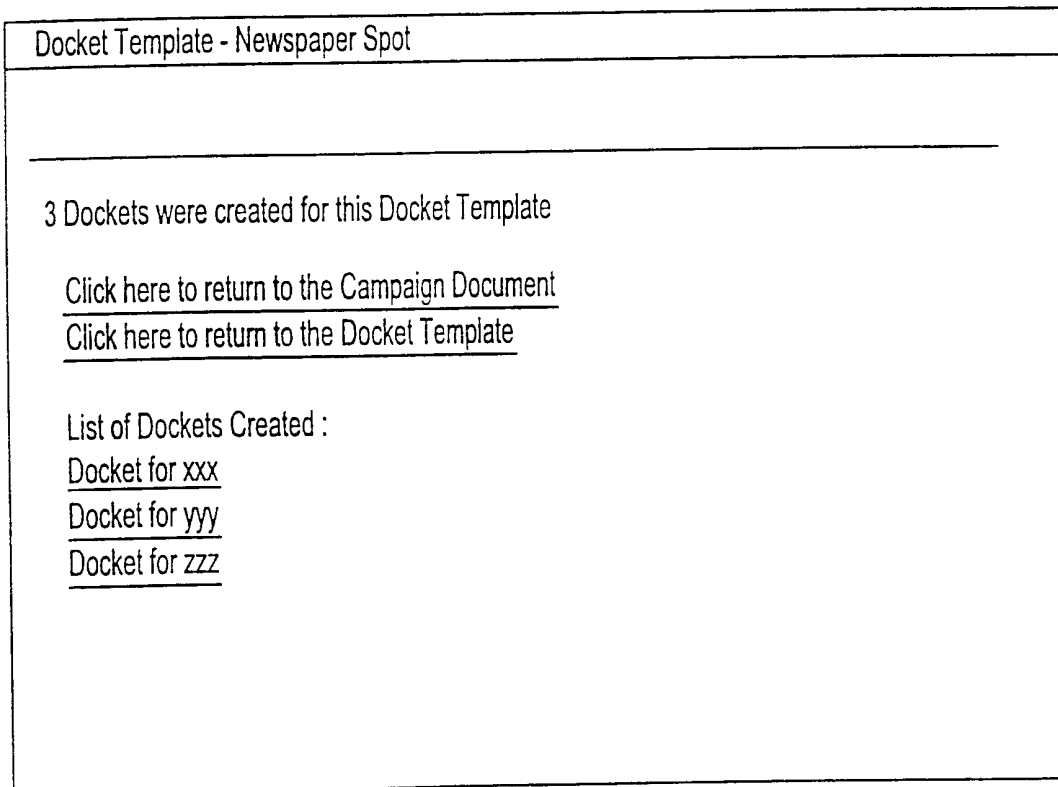 Docket Template - Newspaper Spot
3 Dockets were created for this Docket Template
Click here to return to the Campaign Document
Click here to return to the Docket Template
List of Dockets Created :
Docket for xxx
Docket for yyy
Docket for zzz